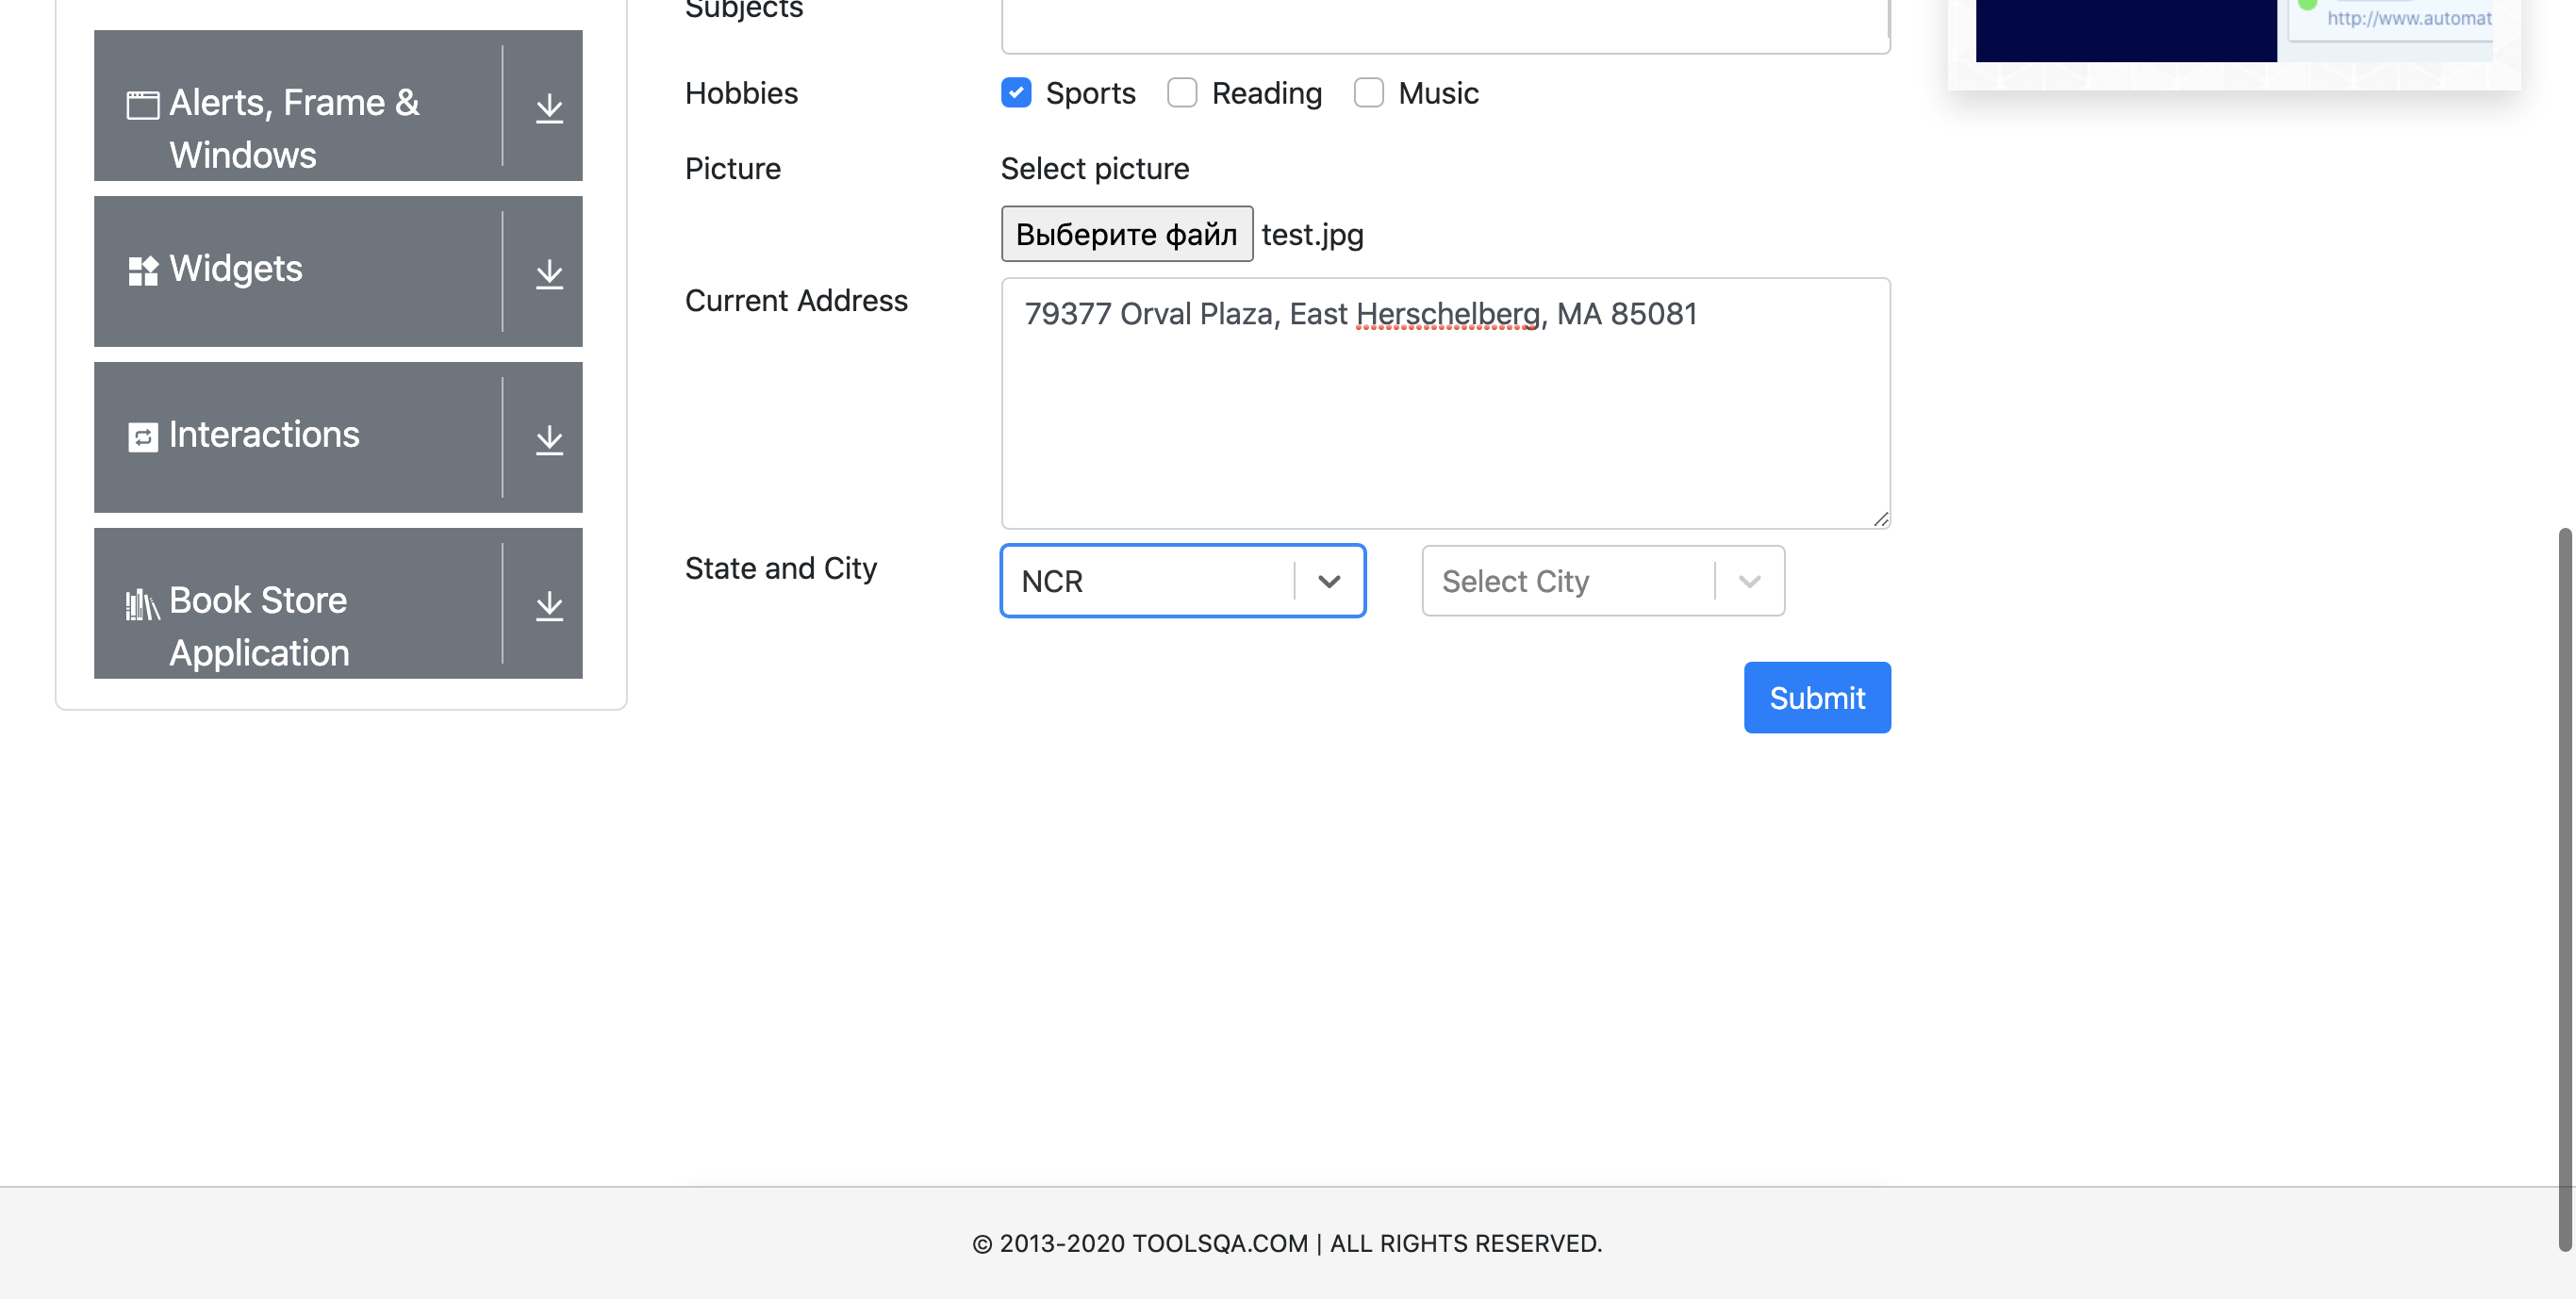 Subjects
http://www.automat
Alerts, Frame &
Windows
Hobbies
Sports
Reading
Music
Picture
Select picture
Выберите файл test.jpg
Widgets
Current Address
79377 Orval Plaza, East Herschelberg, MA 85081
Interactions
State and City
NCR
Select City
Book Store
Application
Submit
© 2013-2020 TOOLSQA.COM | ALL RIGHTS RESERVED.